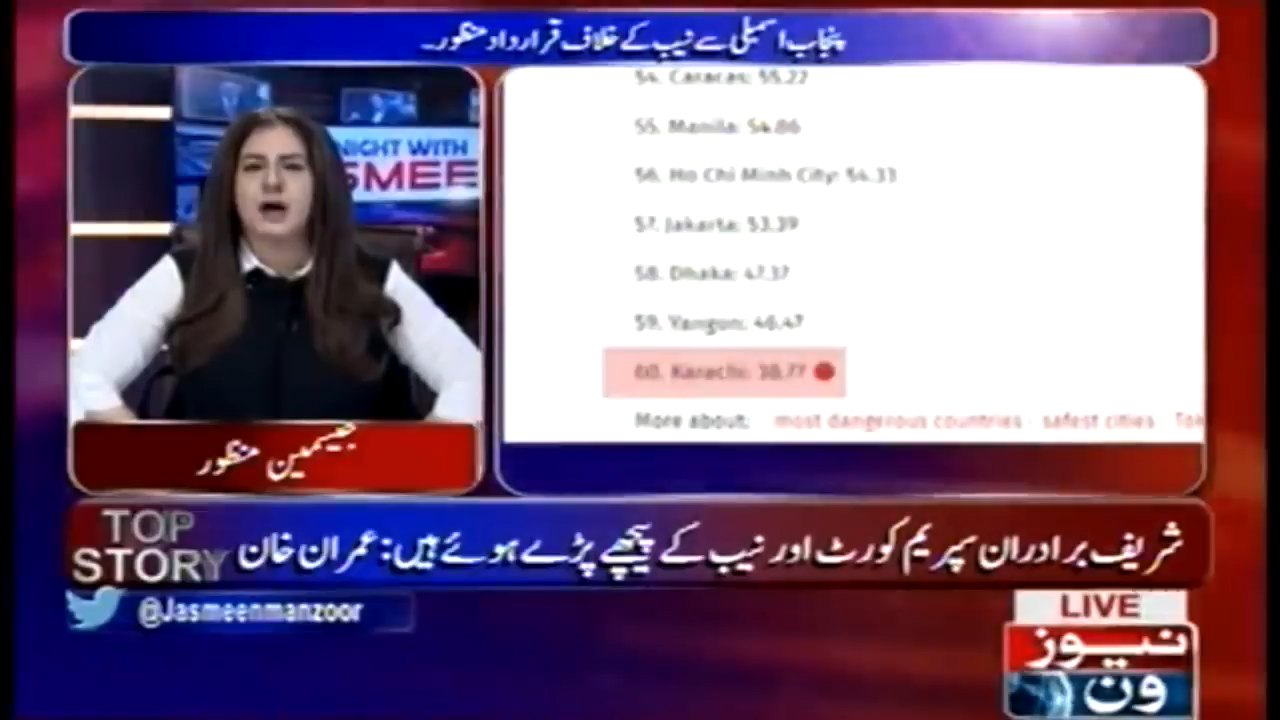 پنجاب اسمبلی سے نیب کے خلاف قرارداد منظور۔
NIGHT WITH
SMEE
54. Caracas: 55.22
55. Manila: 54.86
56. Ho Chi Minh City: 54.33
57. Jakarta: 53.39
58. Dhaka: 47.37
59. Yangon: 46.47
60. Karachi: 38.77
More about: most dangerous countries · safest cities · Tok
جیسمین منظور
TOP
STORY
شریف برادران سپریم کورٹ اور نیب کے پیچھے پڑے ہوئے ہیں: عمران خان
@Jasmeenmanzoor
LIVE
نیوز
ون